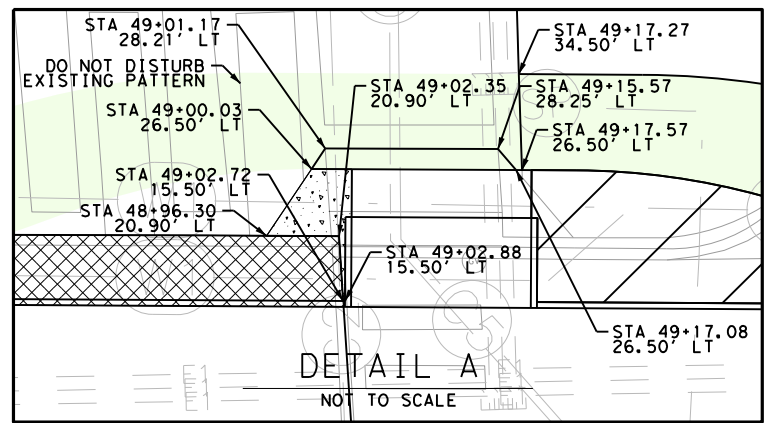 STA 49+01.17
28.21' LT
DO NOT DISTURB
EXISTING PATTERN
STA 49+00.03
26.50' LT
STA 49+02.72
15.50' LT
STA 48+96.30
20.90' LT
STA 49+02.35
20.90' LT
STA 49+17.27
34.50' LT
STA 49+15.57
28.25' LT
STA 49+17.57
26.50' LT
STA 49+02.88
15.50' LT
STA 49+17.08
26.50' LT
DETAIL A
NOT TO SCALE